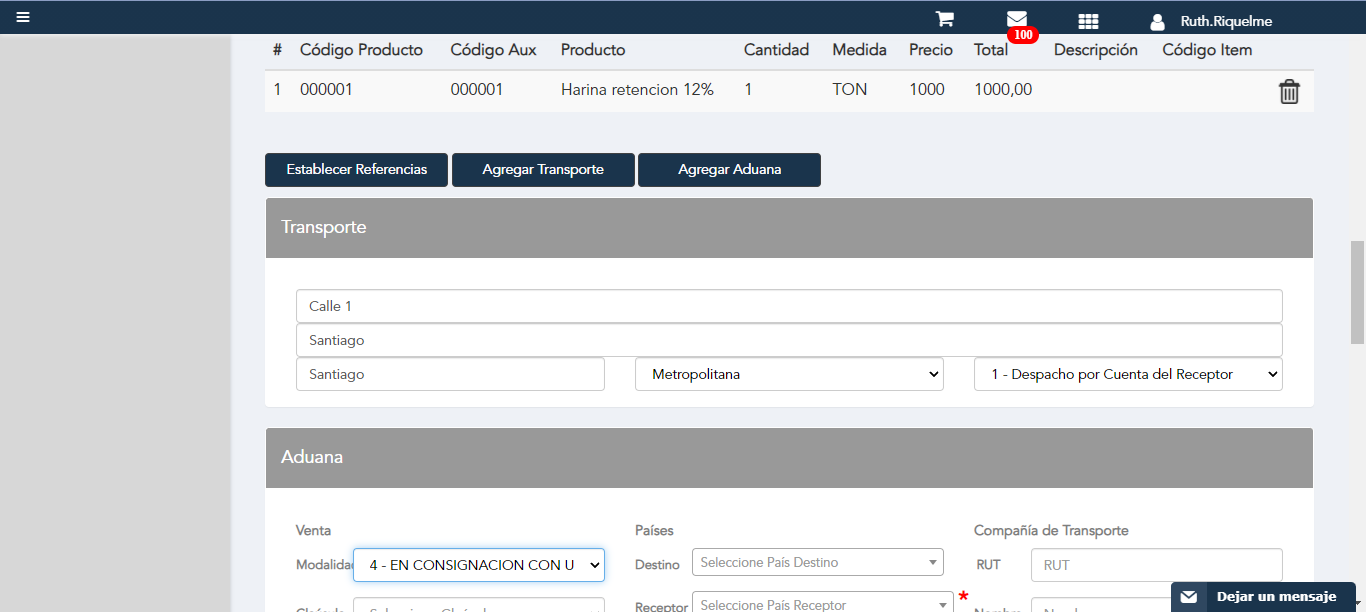 Ruth.Riquelme
100
# Código Producto Código Aux Producto Cantidad Medida Precio Total Descripción Código Item
1 000001 000001 Harina retencion 12% 1 TON 1000 1000,00
Establecer Referencias Agregar Transporte Agregar Aduana
Transporte
Calle 1
Santiago
Santiago Metropolitana 1 - Despacho por Cuenta del Receptor
Aduana
Venta Países Compañía de Transporte
Modalidad 4 - EN CONSIGNACION CON U Destino Seleccione País Destino RUT RUT
Receptor Seleccione País Receptor *
Dejar un mensaje